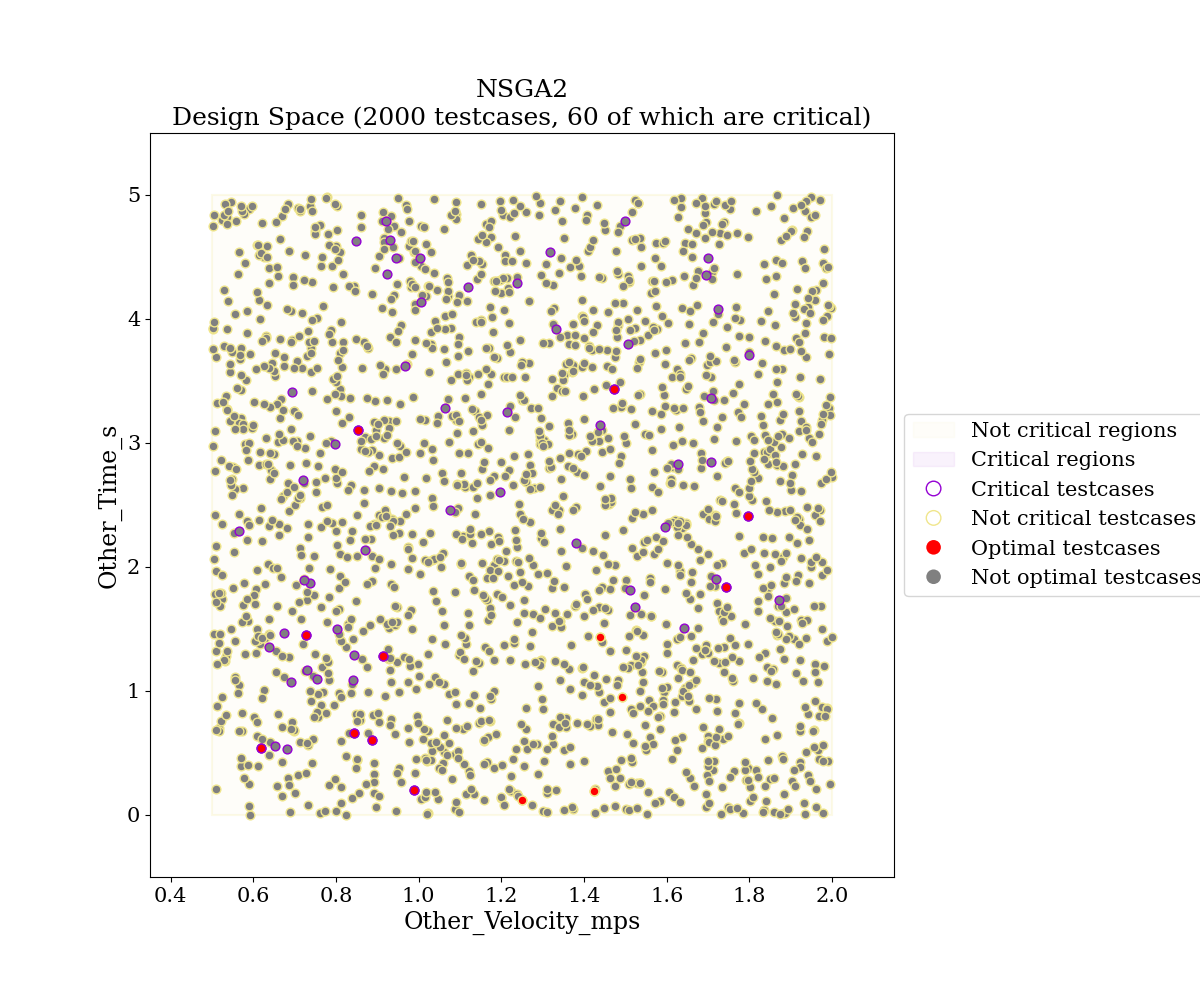 NSGA2
Design Space (2000 testcases, 60 of which are critical)
5
4
3
2
1
0
Other_Time_s
0.4 0.6 0.8 1.0 1.2 1.4 1.6 1.8 2.0
Other_Velocity_mps
Not critical regions
Critical regions
Critical testcases
Not critical testcases
Optimal testcases
Not optimal testcases